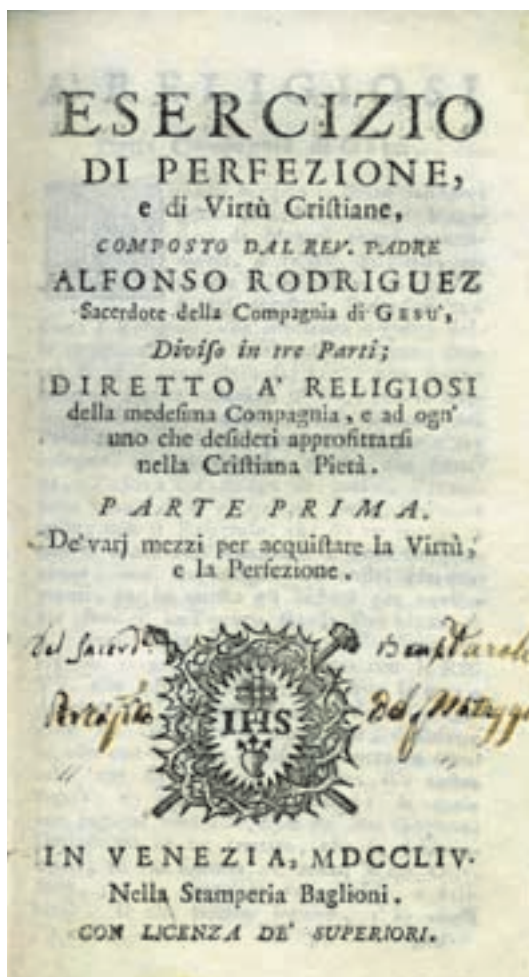 ESERCIZIO
DI PERFEZIONE,
e di Virtù Criſtiane,
COMPOSTO DAL REV. PADRE
ALFONSO RODRIGUEZ
Sacerdote della Compagnia di GESU',
Diviſo in tre Parti;
DIRETTO A' RELIGIOSI
della medeſima Compagnia, e ad ogn'
uno che deſideri approfittarſi
nella Criſtiana Pietà.
PARTE PRIMA.
De' varj mezzi per acquiſtare la Virtù,
e la Perfezione.
Del
IHS
IN VENEZIA, MDCCLIV.
Nella Stamperia Baglioni.
CON LICENZA DE' SUPERIORI.